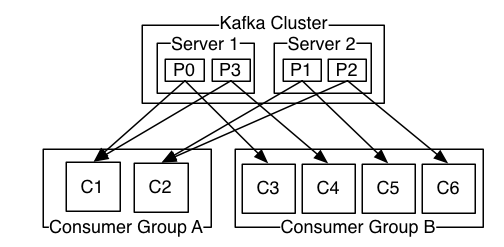 Kafka Cluster
Server 1 Server 2
P0 P3 P1 P2
C1 C2 C3 C4 C5 C6
Consumer Group A Consumer Group B